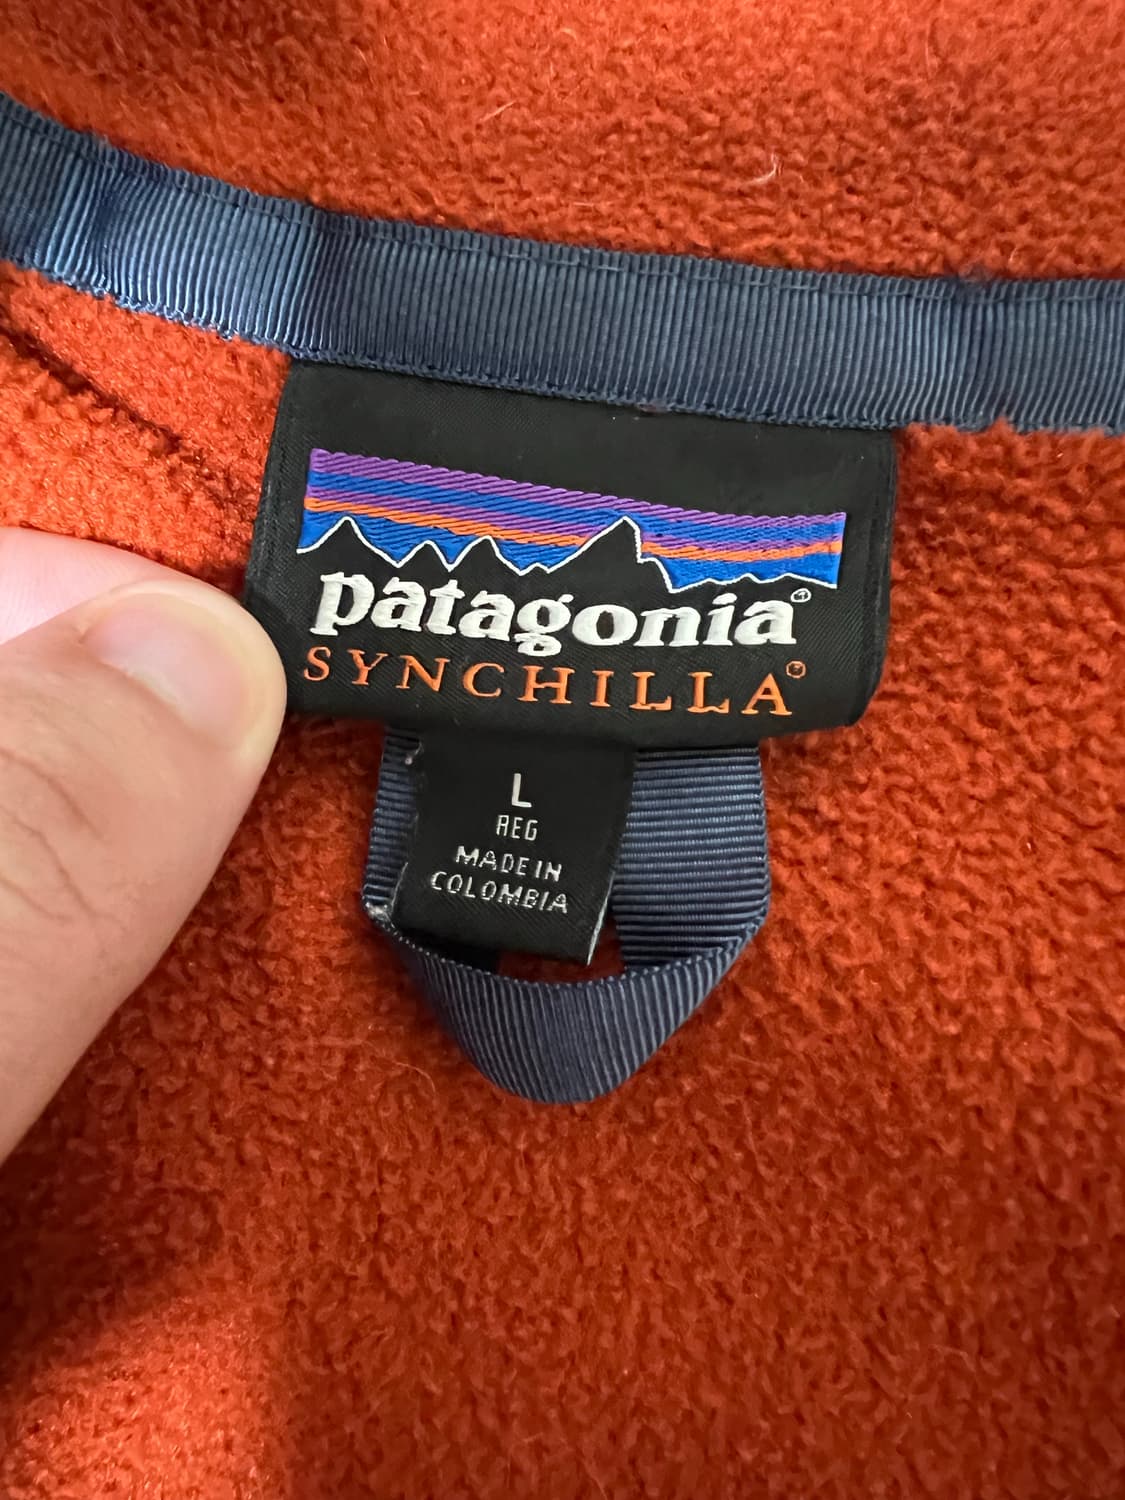 patagonia®
SYNCHILLA®
L
REG
MADE IN
COLOMBIA